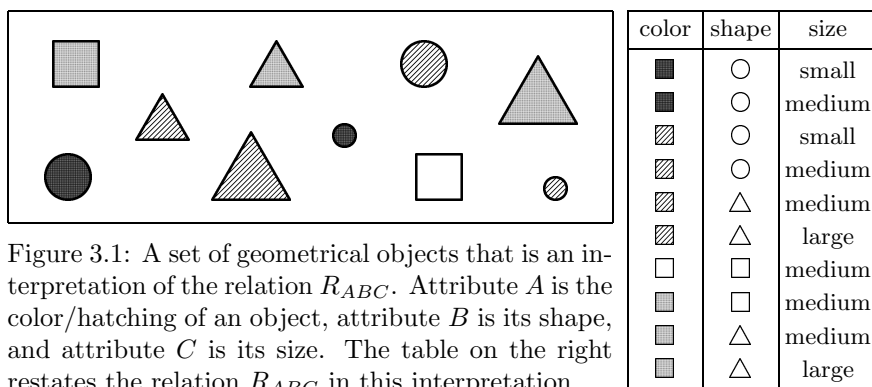 color shape size
small
medium
small
medium
medium
large
medium
medium
medium
large
Figure 3.1: A set of geometrical objects that is an in-
terpretation of the relation R_ABC. Attribute A is the
color/hatching of an object, attribute B is its shape,
and attribute C is its size. The table on the right
restates the relation R_ABC in this interpretation.